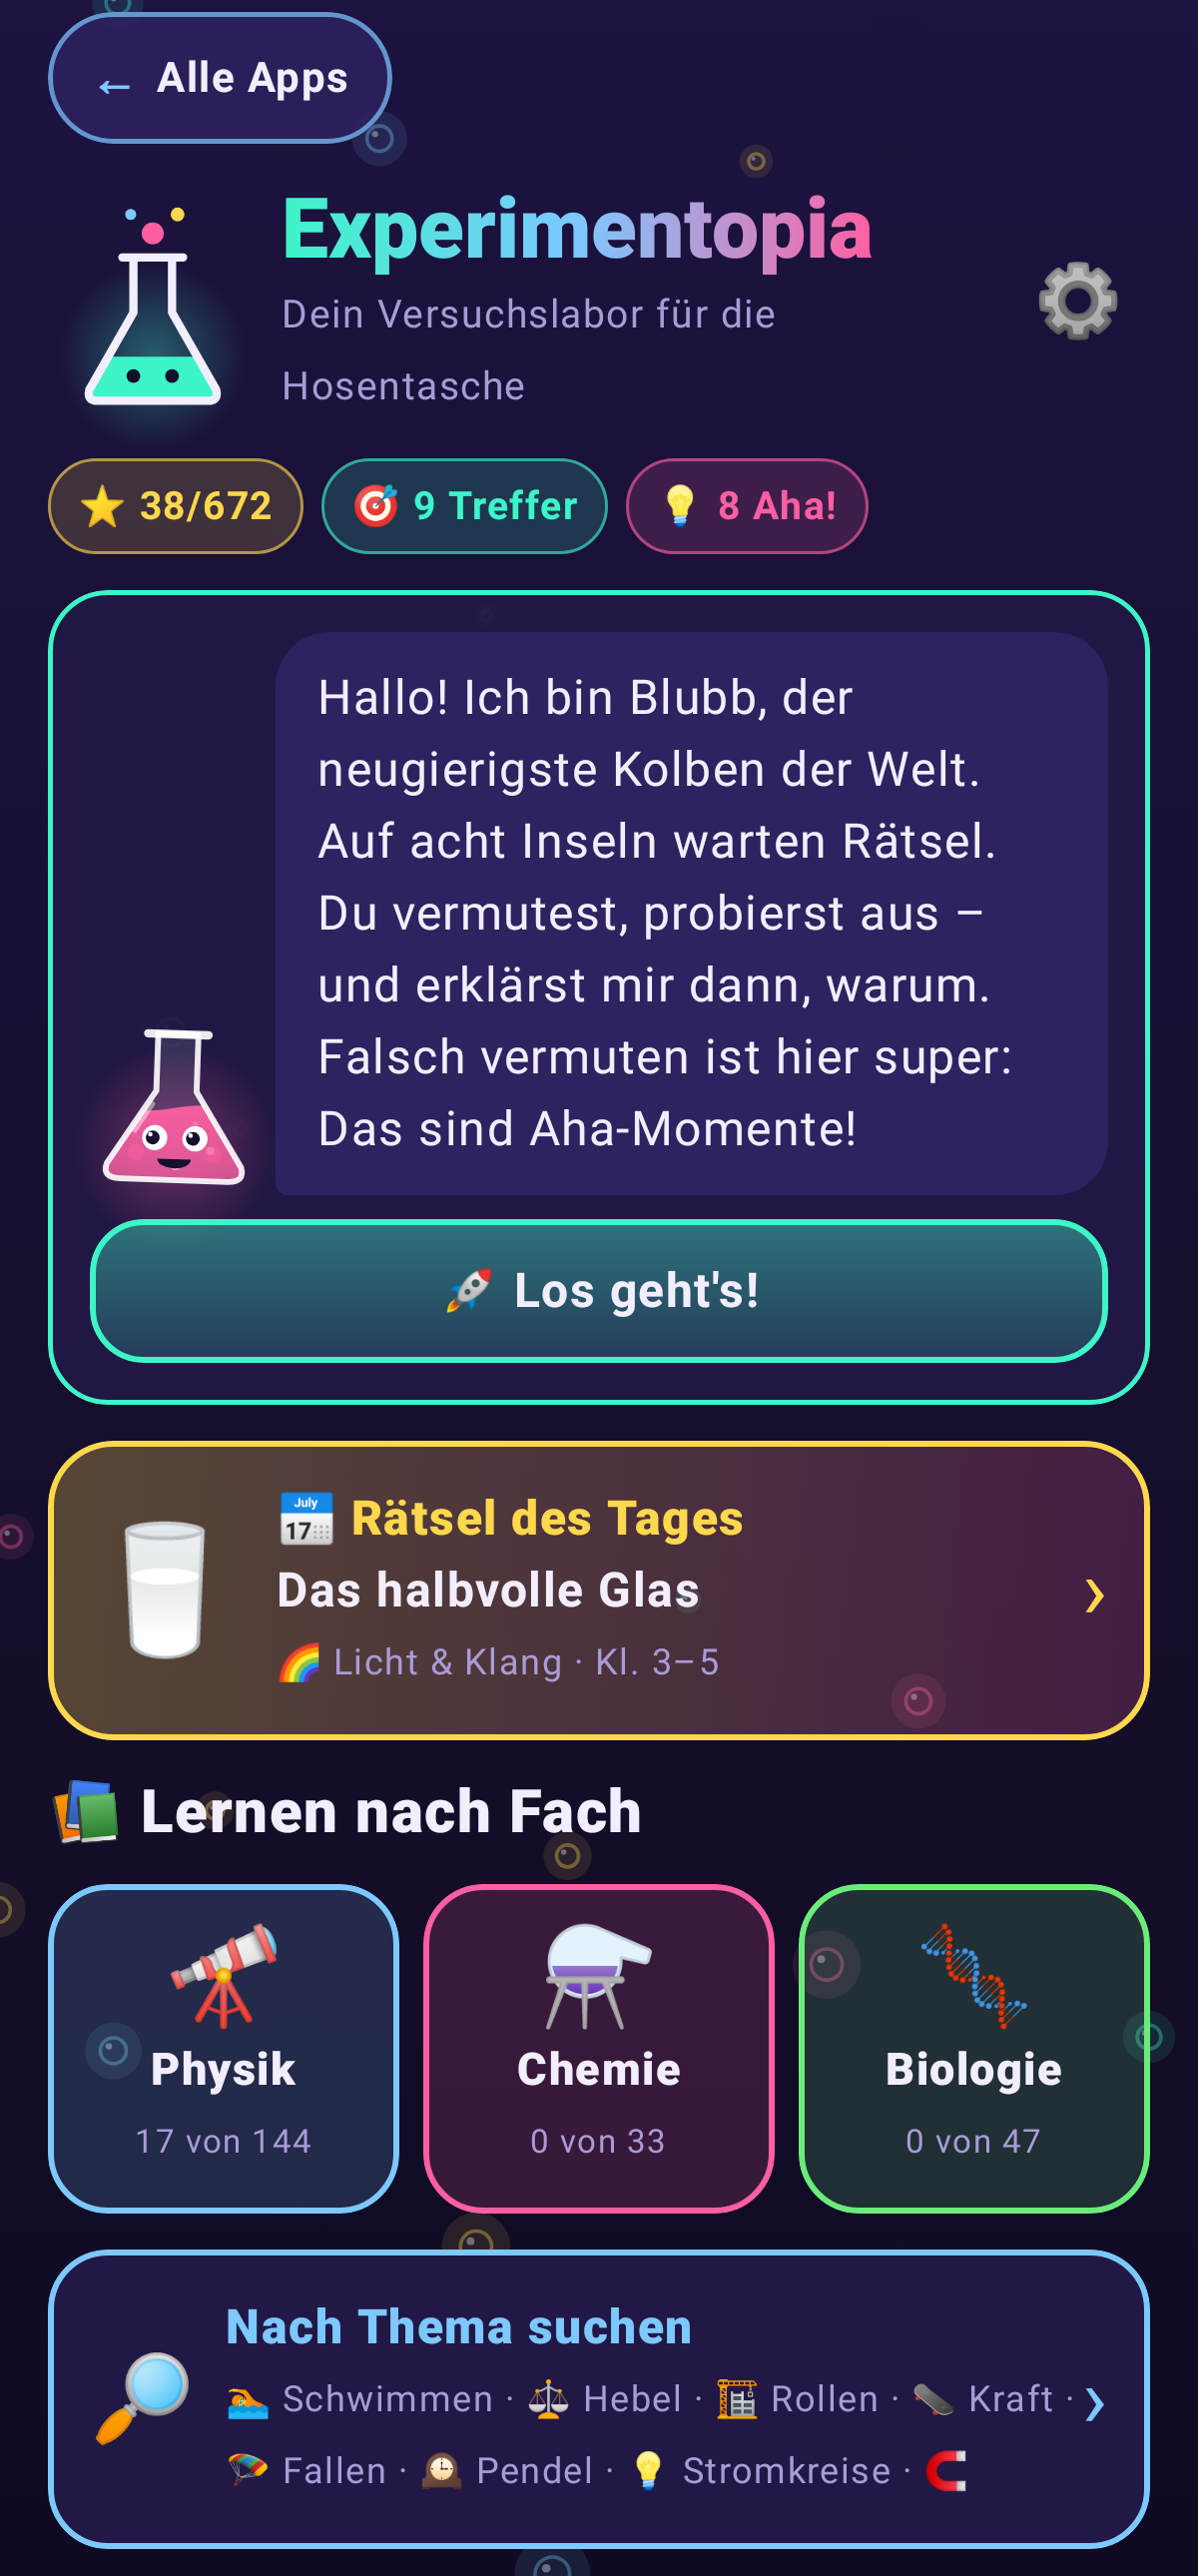 ← Alle Apps
Experimentopia
Dein Versuchslabor für die
Hosentasche
38/672
9 Treffer
8 Aha!
Hallo! Ich bin Blubb, der
neugierigste Kolben der Welt.
Auf acht Inseln warten Rätsel.
Du vermutest, probierst aus –
und erklärst mir dann, warum.
Falsch vermuten ist hier super:
Das sind Aha-Momente!
🚀 Los geht's!
July
17
Rätsel des Tages
Das halbvolle Glas
Licht & Klang · Kl. 3–5
Lernen nach Fach
Physik
17 von 144
Chemie
0 von 33
Biologie
0 von 47
Nach Thema suchen
Schwimmen · Hebel · Rollen · Kraft ·
Fallen · Pendel · Stromkreise ·